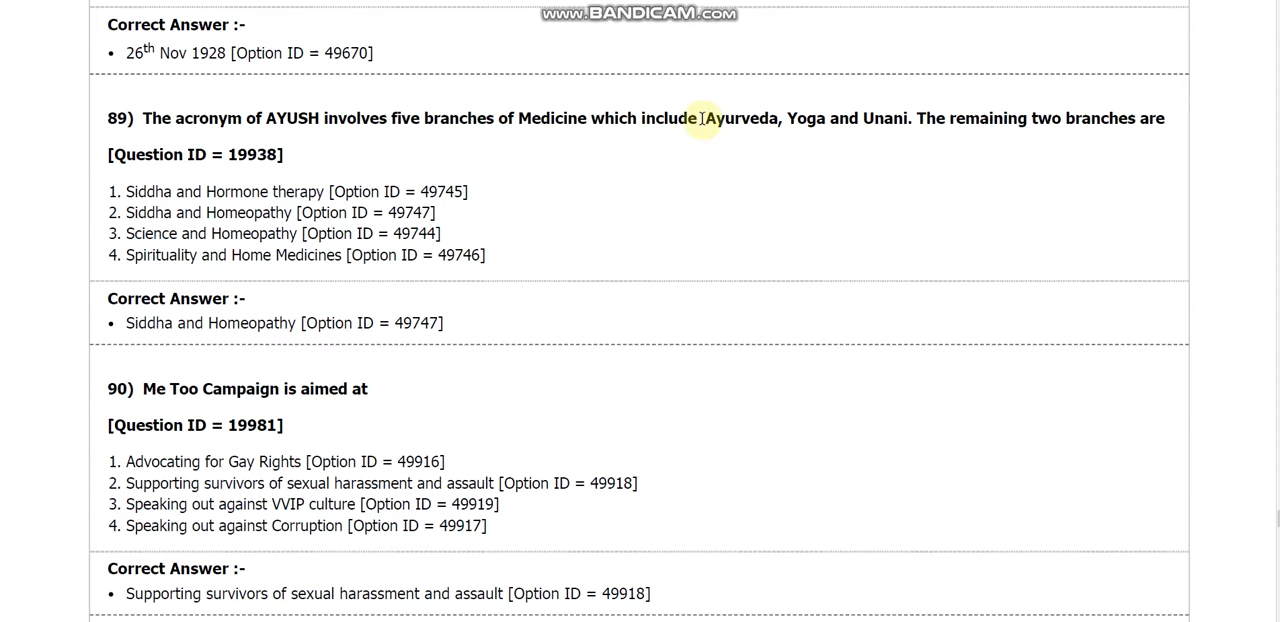 www.BANDICAM.com
Correct Answer :-
• 26th Nov 1928 [Option ID = 49670]
89) The acronym of AYUSH involves five branches of Medicine which include Ayurveda, Yoga and Unani. The remaining two branches are
[Question ID = 19938]
1. Siddha and Hormone therapy [Option ID = 49745]
2. Siddha and Homeopathy [Option ID = 49747]
3. Science and Homeopathy [Option ID = 49744]
4. Spirituality and Home Medicines [Option ID = 49746]
Correct Answer :-
• Siddha and Homeopathy [Option ID = 49747]
90) Me Too Campaign is aimed at
[Question ID = 19981]
1. Advocating for Gay Rights [Option ID = 49916]
2. Supporting survivors of sexual harassment and assault [Option ID = 49918]
3. Speaking out against VVIP culture [Option ID = 49919]
4. Speaking out against Corruption [Option ID = 49917]
Correct Answer :-
• Supporting survivors of sexual harassment and assault [Option ID = 49918]